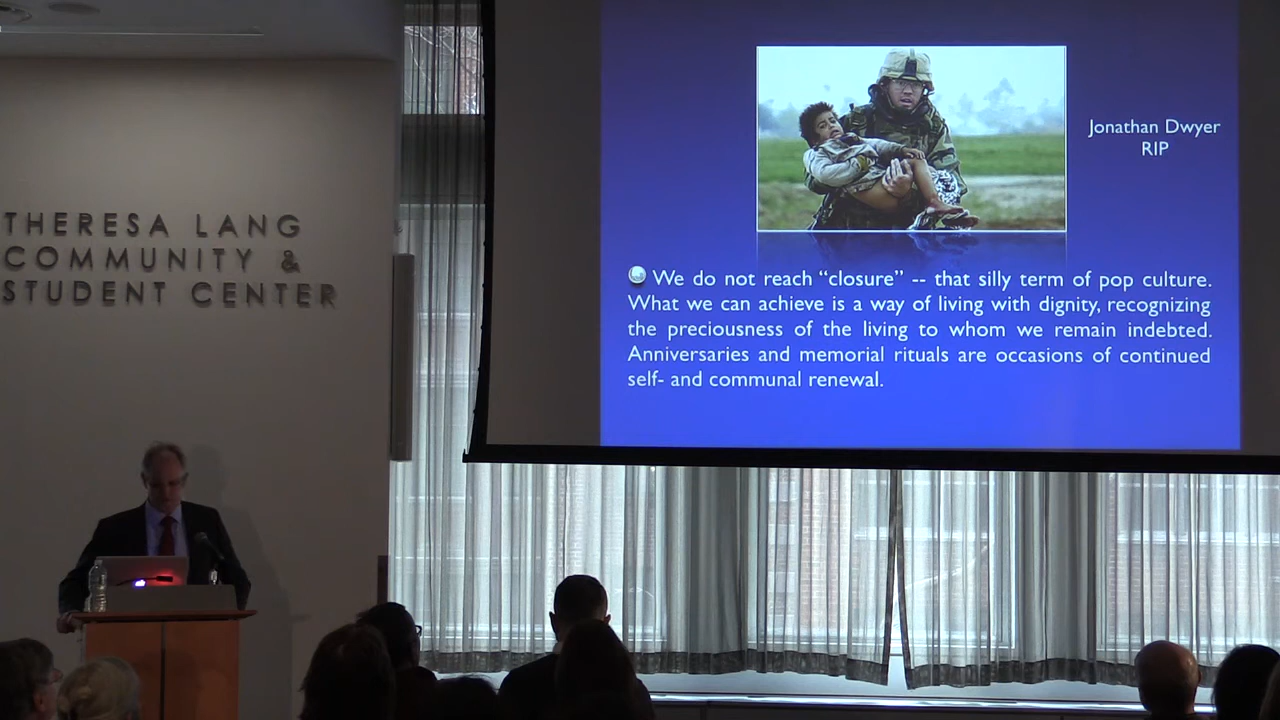 THERESA LANG
COMMUNITY &
STUDENT CENTER
Jonathan Dwyer
RIP
We do not reach “closure” -- that silly term of pop culture.
What we can achieve is a way of living with dignity, recognizing
the preciousness of the living to whom we remain indebted.
Anniversaries and memorial rituals are occasions of continued
self- and communal renewal.